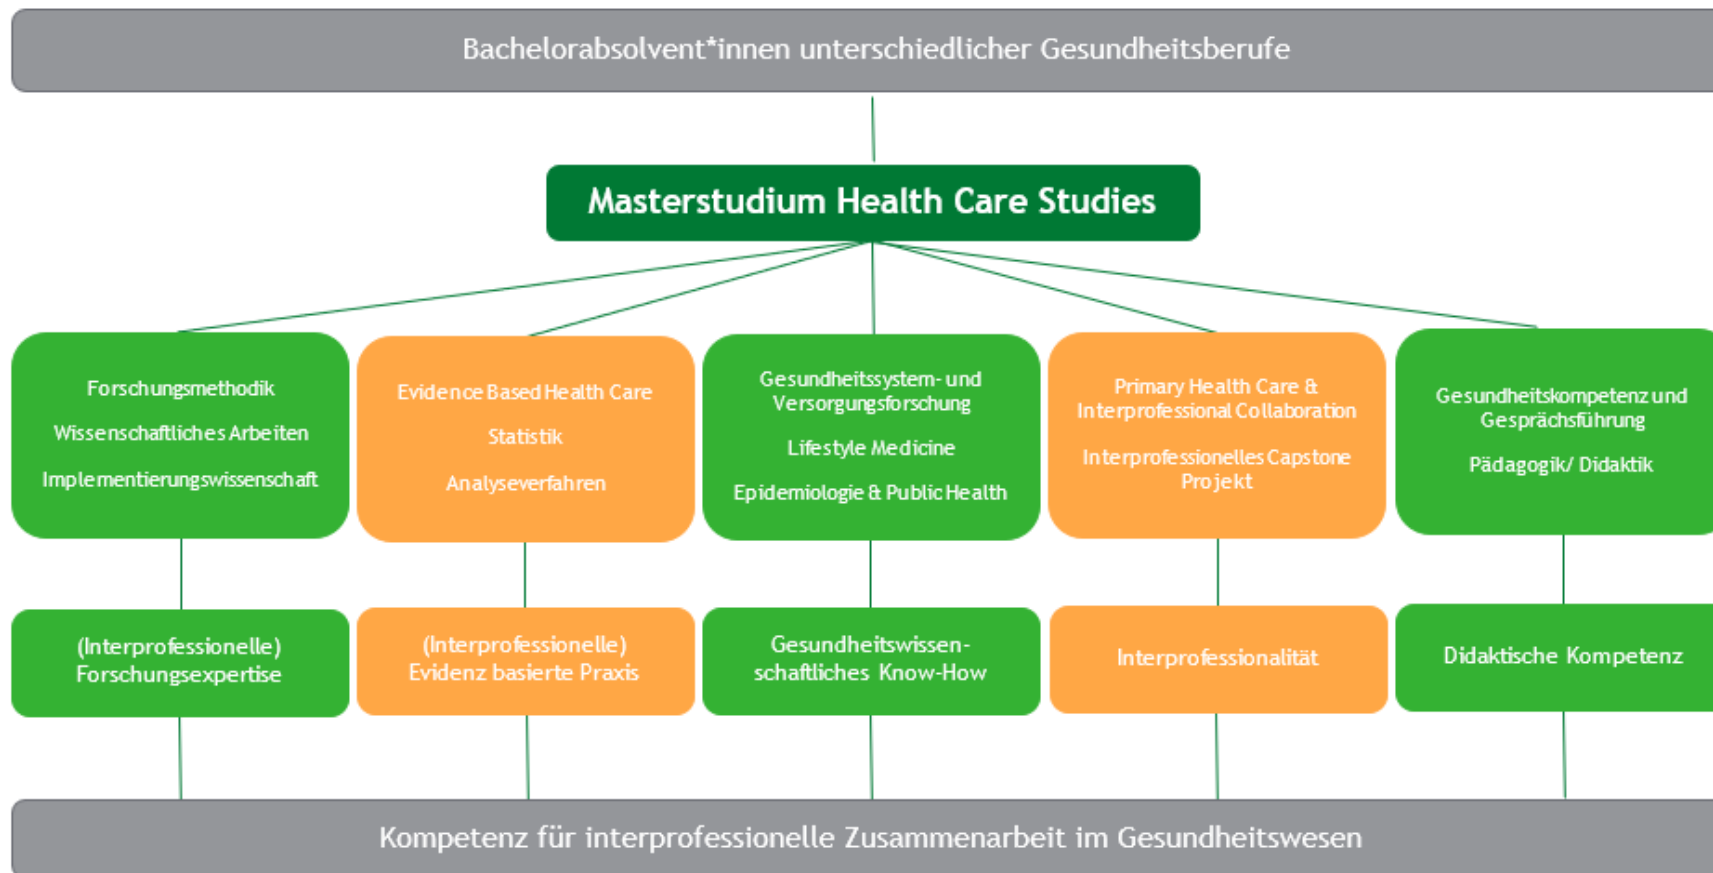 Bachelorabsolvent*innen unterschiedlicher Gesundheitsberufe
Masterstudium Health Care Studies
Forschungsmethodik
Wissenschaftliches Arbeiten
Implementierungswissenschaft
Evidence Based Health Care
Statistik
Analyseverfahren
Gesundheitssystem- und
Versorgungsforschung
Lifestyle Medicine
Epidemiologie & Public Health
Primary Health Care &
Interprofessional Collaboration
Interprofessionelles Capstone
Projekt
Gesundheitskompetenz und
Gesprächsführung
Pädagogik/ Didaktik
(Interprofessionelle)
Forschungsexpertise
(Interprofessionelle)
Evidenz basierte Praxis
Gesundheitswissen-
schaftliches Know-How
Interprofessionalität
Didaktische Kompetenz
Kompetenz für interprofessionelle Zusammenarbeit im Gesundheitswesen